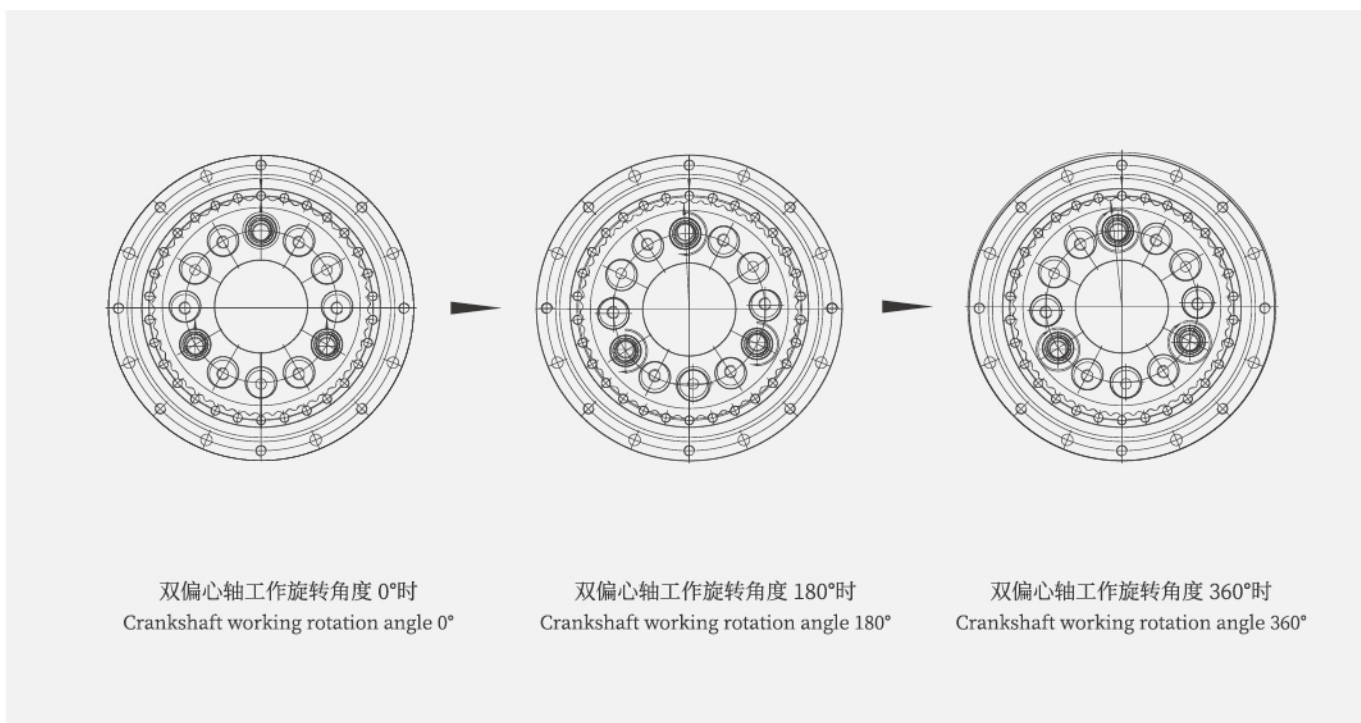 双偏心轴工作旋转角度 0°时
Crankshaft working rotation angle 0°
双偏心轴工作旋转角度 180°时
Crankshaft working rotation angle 180°
双偏心轴工作旋转角度 360°时
Crankshaft working rotation angle 360°